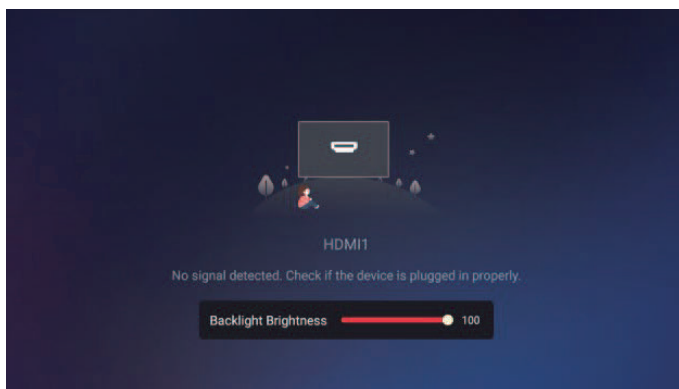 HDMI1
No signal detected. Check if the device is plugged in properly.
Backlight Brightness 100